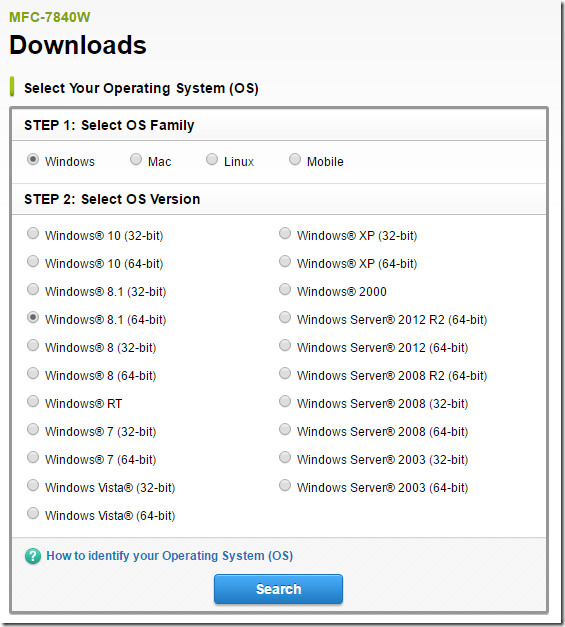 MFC-7840W
Downloads
Select Your Operating System (OS)
STEP 1: Select OS Family
Windows Mac Linux Mobile
STEP 2: Select OS Version
Windows® 10 (32-bit)
Windows® 10 (64-bit)
Windows® 8.1 (32-bit)
Windows® 8.1 (64-bit)
Windows® 8 (32-bit)
Windows® 8 (64-bit)
Windows® RT
Windows® 7 (32-bit)
Windows® 7 (64-bit)
Windows Vista® (32-bit)
Windows Vista® (64-bit)
Windows® XP (32-bit)
Windows® XP (64-bit)
Windows® 2000
Windows Server® 2012 R2 (64-bit)
Windows Server® 2012 (64-bit)
Windows Server® 2008 R2 (64-bit)
Windows Server® 2008 (32-bit)
Windows Server® 2008 (64-bit)
Windows Server® 2003 (32-bit)
Windows Server® 2003 (64-bit)
? How to identify your Operating System (OS)
Search